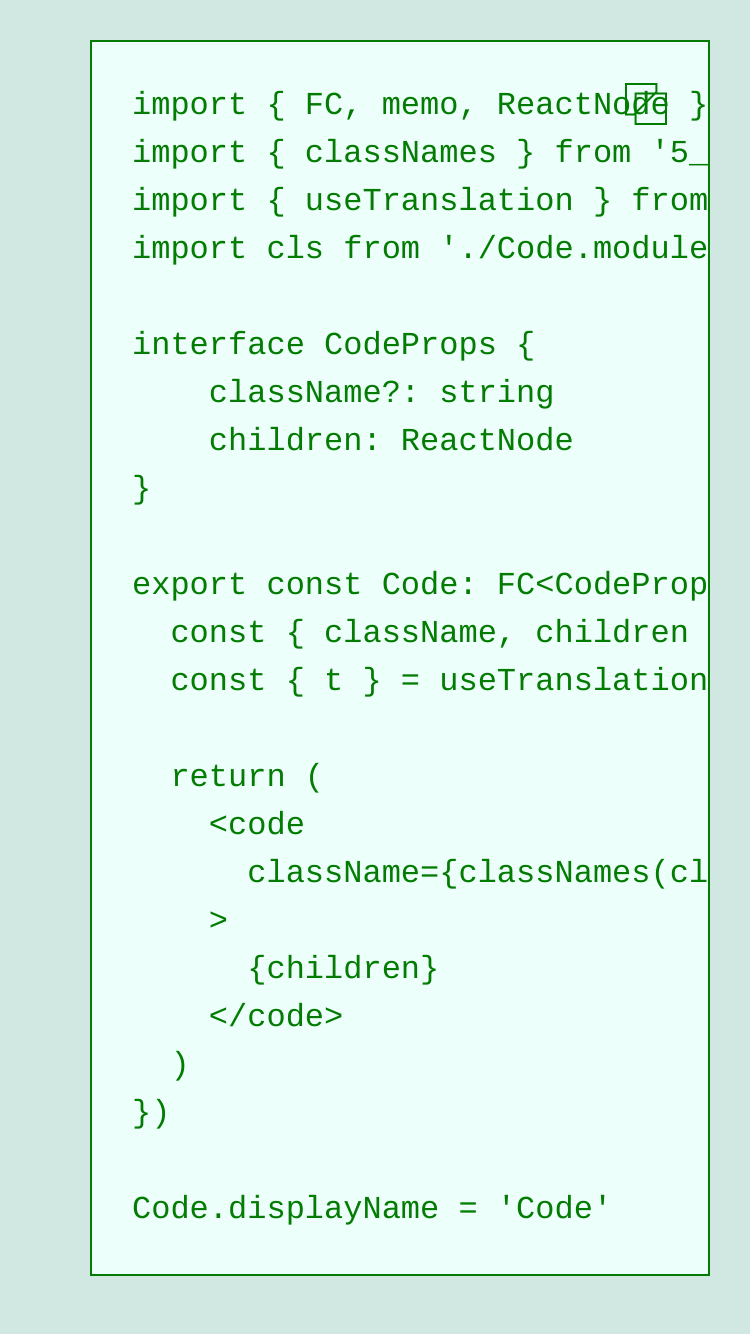 import { FC, memo, ReactNode }
import { classNames } from '5_
import { useTranslation } from
import cls from './Code.module
interface CodeProps {
    className?: string
    children: ReactNode
}
export const Code: FC<CodeProp
  const { className, children
  const { t } = useTranslation
  return (
    <code
      className={classNames(cl
    >
      {children}
    </code>
  )
})
Code.displayName = 'Code'